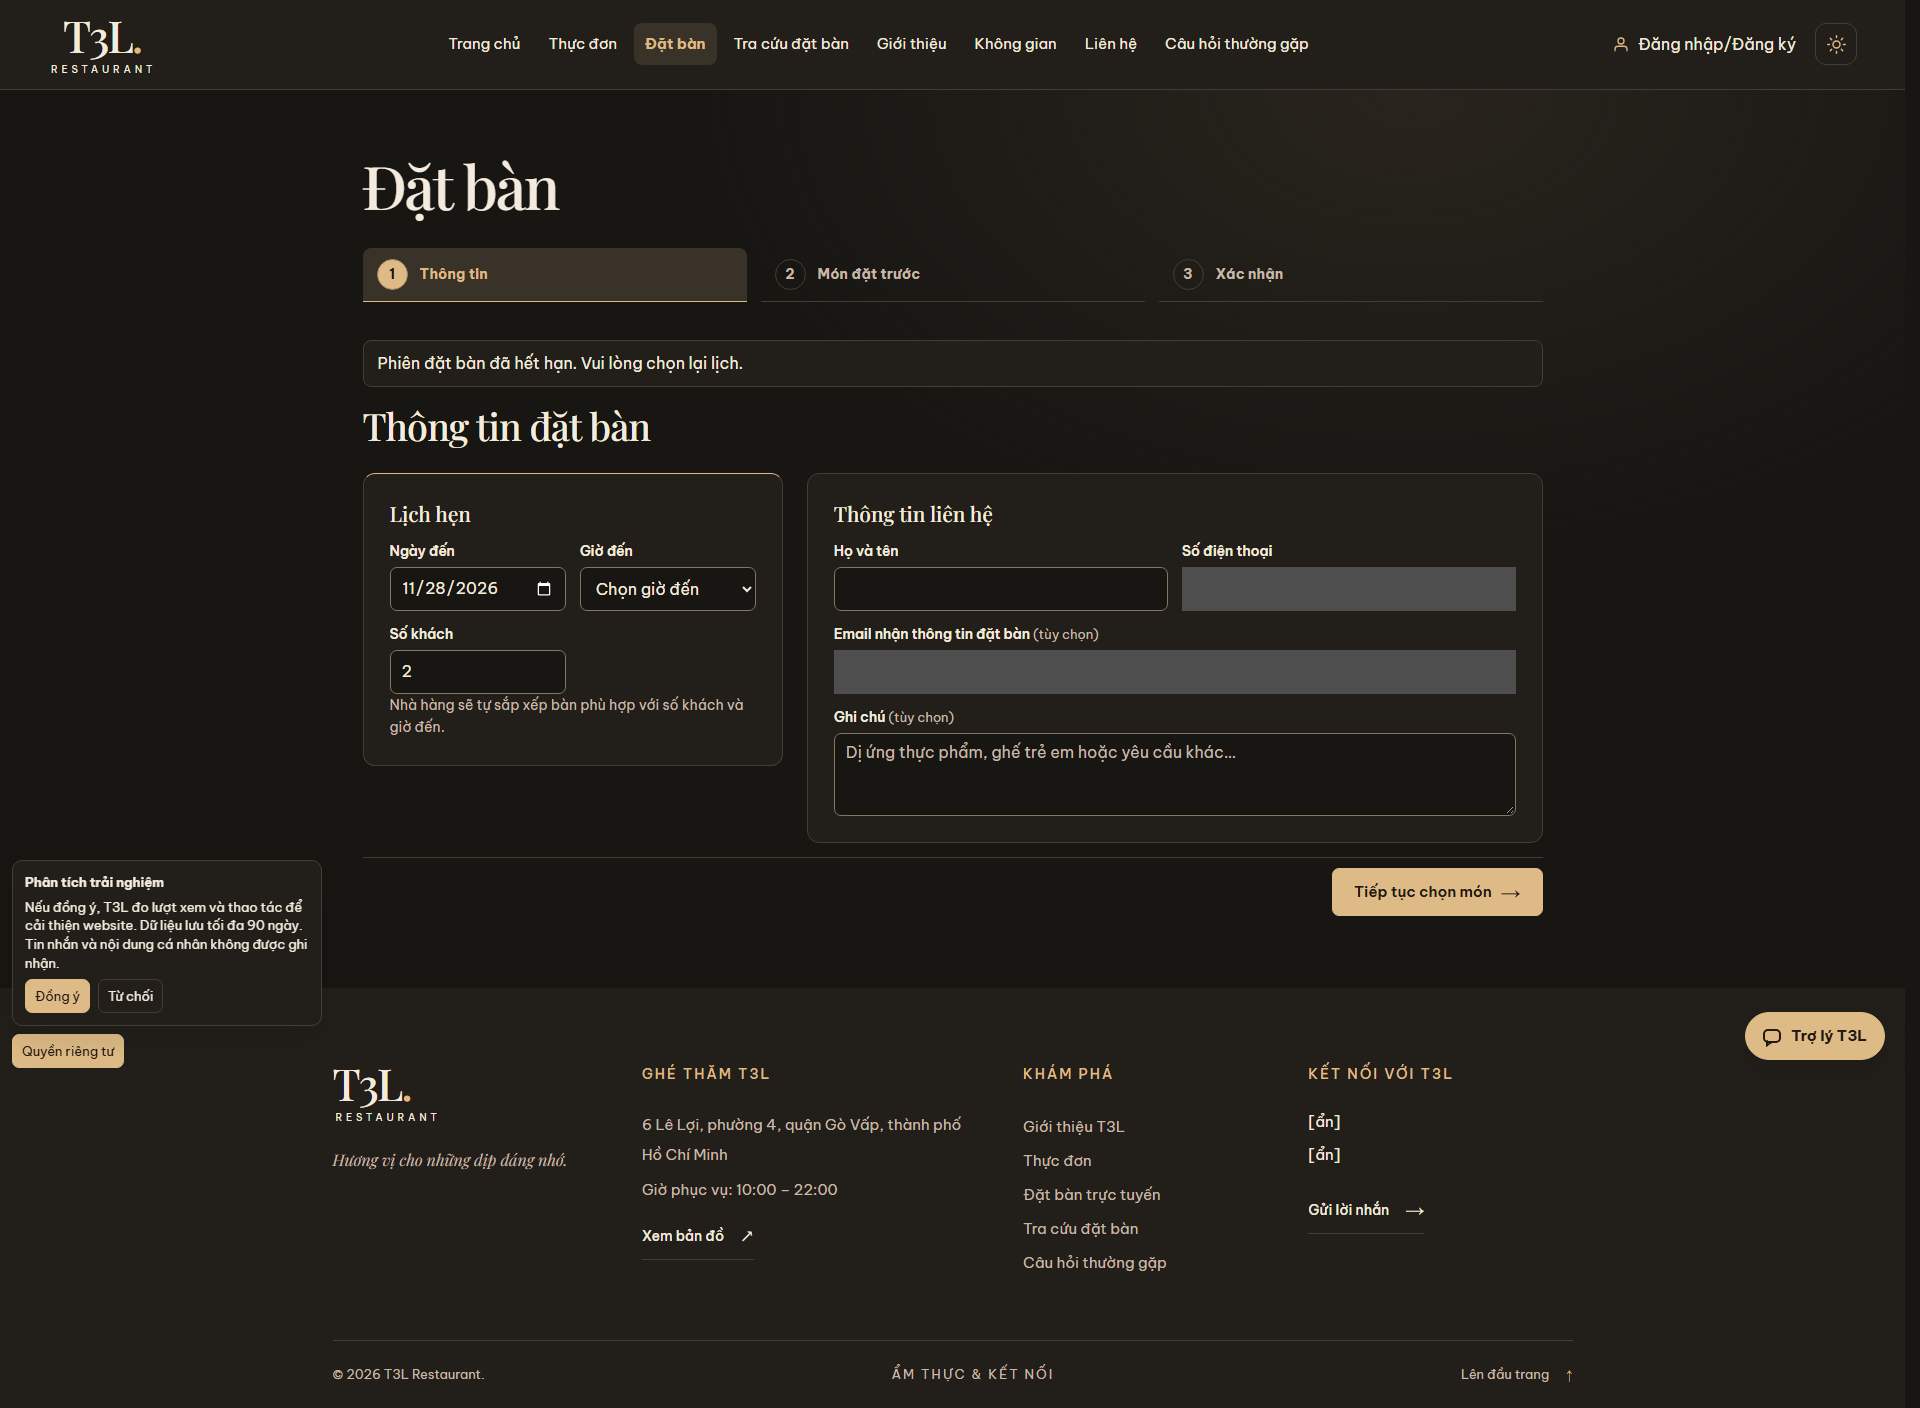 T3L.
RESTAURANT
Trang chủ
Thực đơn
Đặt bàn
Tra cứu đặt bàn
Giới thiệu
Không gian
Liên hệ
Câu hỏi thường gặp
Đăng nhập/Đăng ký
Đặt bàn
1 Thông tin
2 Món đặt trước
3 Xác nhận
Phiên đặt bàn đã hết hạn. Vui lòng chọn lại lịch.
Thông tin đặt bàn
Lịch hẹn
Ngày đến
Giờ đến
11/28/2026
Chọn giờ đến
Số khách
2
Nhà hàng sẽ tự sắp xếp bàn phù hợp với số khách và
giờ đến.
Thông tin liên hệ
Họ và tên
Số điện thoại
Email nhận thông tin đặt bàn (tùy chọn)
Ghi chú (tùy chọn)
Dị ứng thực phẩm, ghế trẻ em hoặc yêu cầu khác...
Tiếp tục chọn món →
Phân tích trải nghiệm
Nếu đồng ý, T3L đo lượt xem và thao tác để
cải thiện website. Dữ liệu lưu tối đa 90 ngày.
Tin nhắn và nội dung cá nhân không được ghi
nhận.
Đồng ý
Từ chối
Quyền riêng tư
Trợ lý T3L
T3L.
RESTAURANT
Hương vị cho những dịp đáng nhớ.
GHÉ THĂM T3L
6 Lê Lợi, phường 4, quận Gò Vấp, thành phố
Hồ Chí Minh
Giờ phục vụ: 10:00 – 22:00
Xem bản đồ ↗
KHÁM PHÁ
Giới thiệu T3L
Thực đơn
Đặt bàn trực tuyến
Tra cứu đặt bàn
Câu hỏi thường gặp
KẾT NỐI VỚI T3L
[ẩn]
[ẩn]
Gửi lời nhắn →
© 2026 T3L Restaurant.
ẨM THỰC & KẾT NỐI
Lên đầu trang ↑